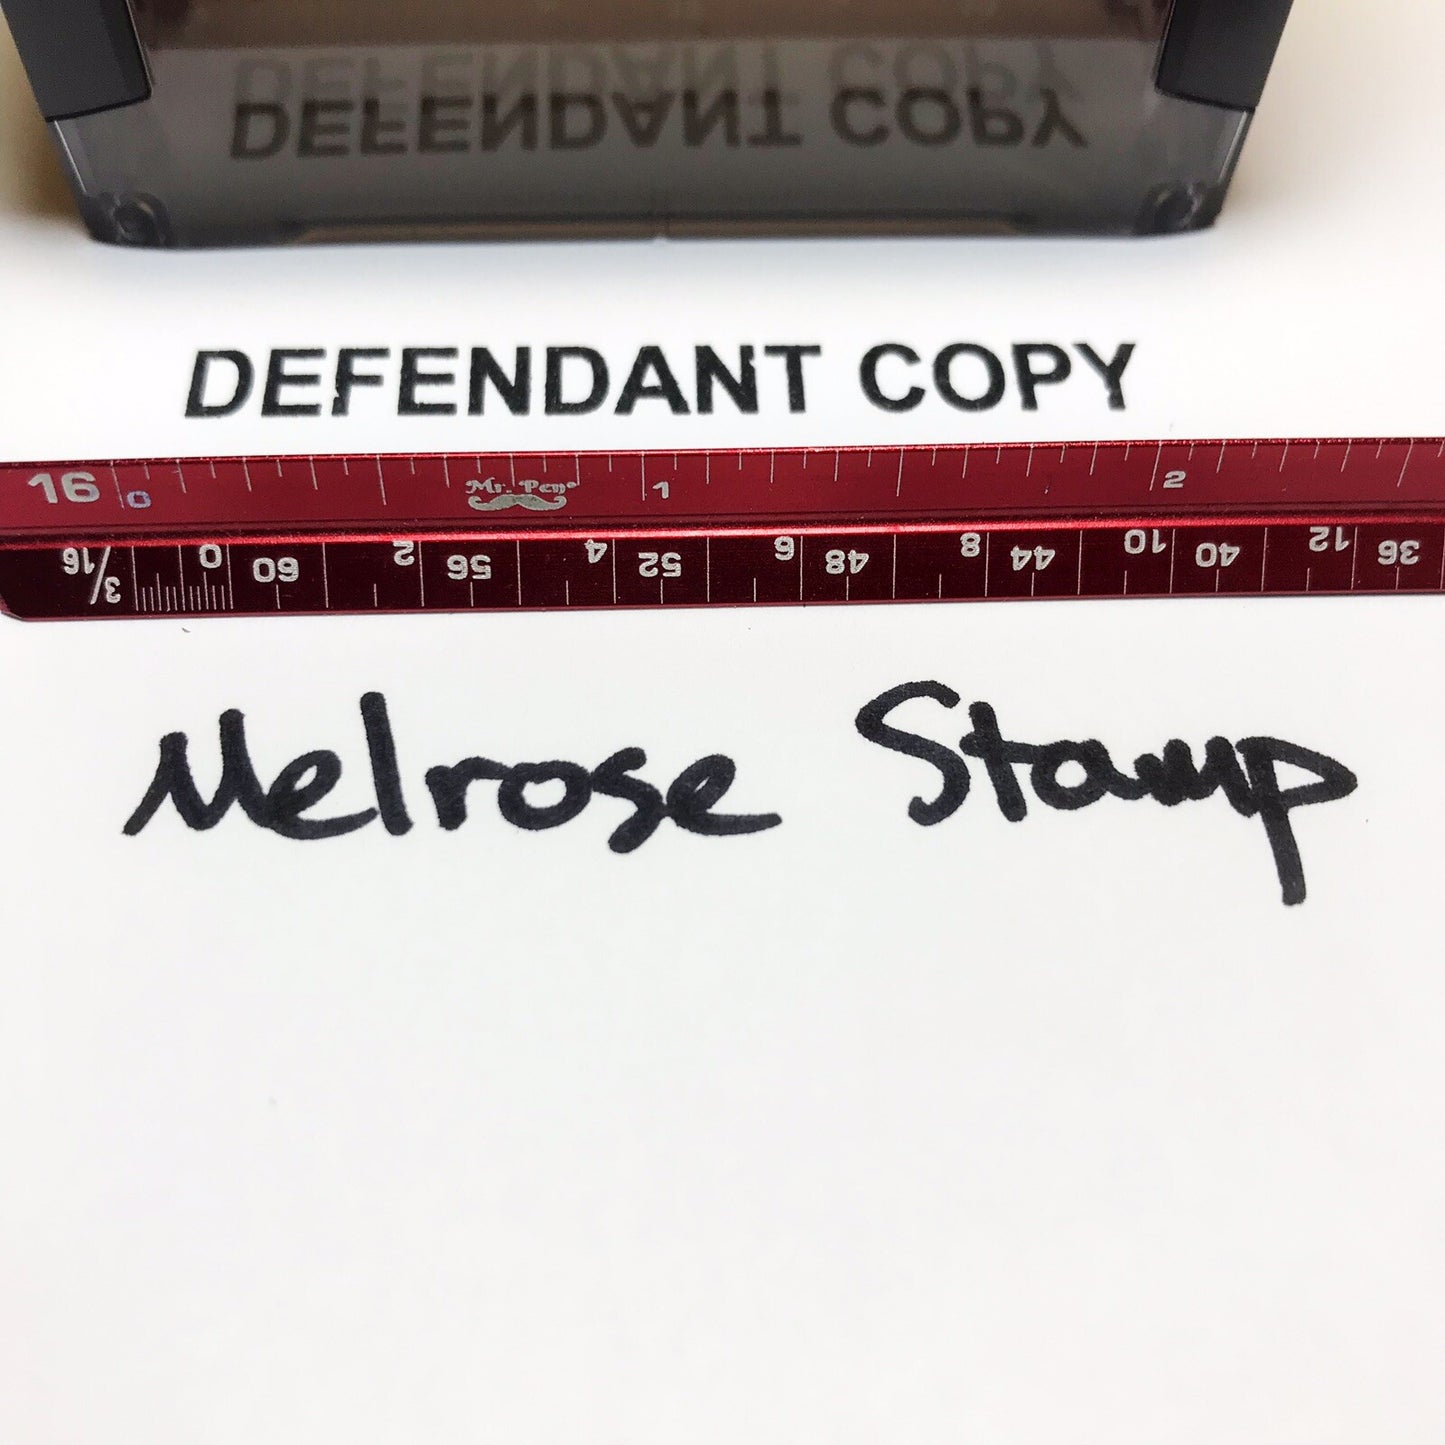 DEFENDANT COPY
DEFENDANT COPY
16 0 Mr. Pen 1 2
3/16 0 60 2 56 4 52 6 48 8 44 10 40 12 36
Melrose Stamp